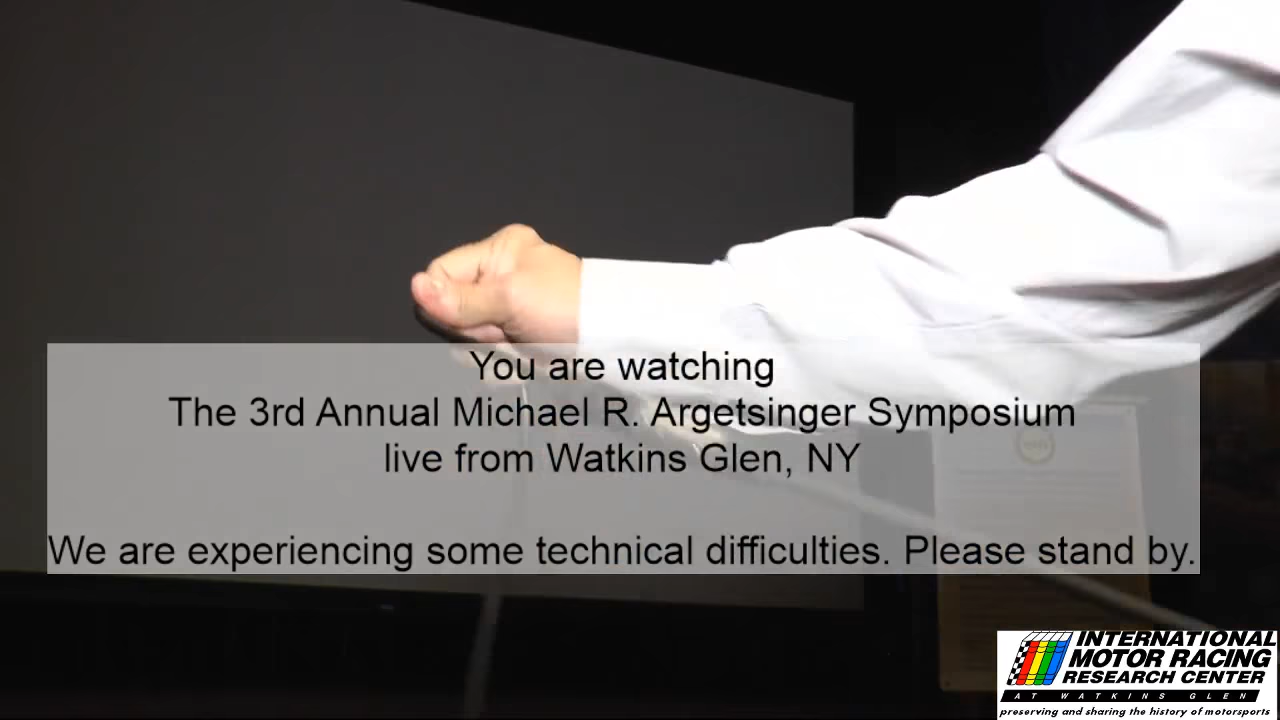 You are watching
The 3rd Annual Michael R. Argetsinger Symposium
live from Watkins Glen, NY
We are experiencing some technical difficulties. Please stand by.
INTERNATIONAL
MOTOR RACING
RESEARCH CENTER
AT WATKINS GLEN
preserving and sharing the history of motorsports